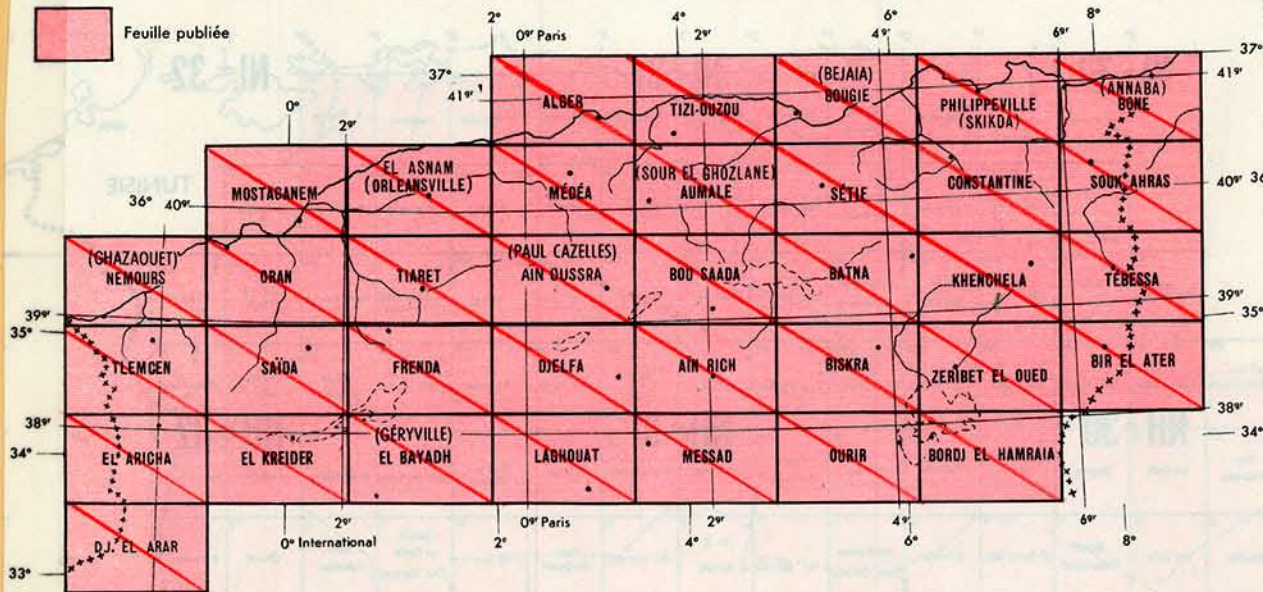 Feuille publiée
2° 8°
0ᵍʳ Paris 4° 2ᵍʳ 4ᵍʳ 6° 6ᵍʳ 37°
37° 41ᵍʳ 41ᵍʳ
(BEJAIA) (ANNABA)
ALGER TIZI-OUZOU BOUGIE PHILIPPEVILLE BONE
(SKIKDA)
0° 2ᵍʳ
EL ASNAM (SOUR EL GHOZLANE)
MOSTAGANEM (ORLEANSVILLE) MÉDÉA AUMALE SÉTIF CONSTANTINE SOUK AHRAS 40ᵍʳ 36
36° 40ᵍʳ
(GHAZAOUET) (PAUL CAZELLES)
NEMOURS ORAN TIARET AIN OUSSRA BOU SAADA BATNA KHENCHELA TÉBESSA
39ᵍʳ 39ᵍʳ
35° 35°
TLEMCEN SAÏDA FRENDA DJELFA AÏN RICH BISKRA ZERIBET EL OUED BIR EL ATER
38ᵍʳ 38ᵍʳ
(GÉRYVILLE) 34°
34° EL ARICHA EL KREIDER EL BAYADH LAGHOUAT MESSAD OURIR BORDJ EL HAMRAIA
2ᵍʳ 0ᵍʳ Paris 2ᵍʳ 4ᵍʳ 6ᵍʳ
0° International 2° 4° 6° 8°
DJ. EL ARAR
33°
NI - 32
TUNISIE